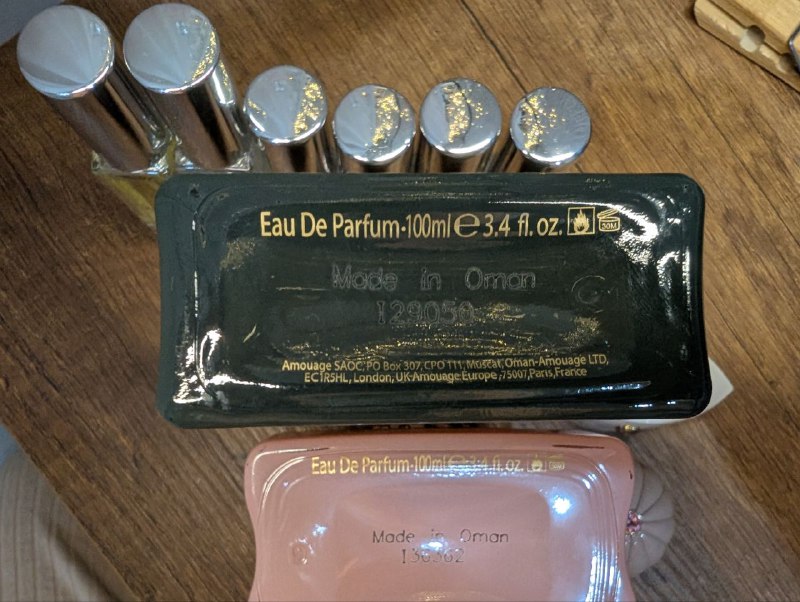 Eau De Parfum·100ml ℮ 3.4 fl. oz.
30M
Made in Oman
129050
Amouage SAOC, PO Box 307, CPO 111, Muscat, Oman-Amouage LTD,
EC1R5HL, London, UK-Amouage Europe ,75007,Paris,France
Eau De Parfum·100ml ℮ 3.4 fl. oz.
Made in Oman